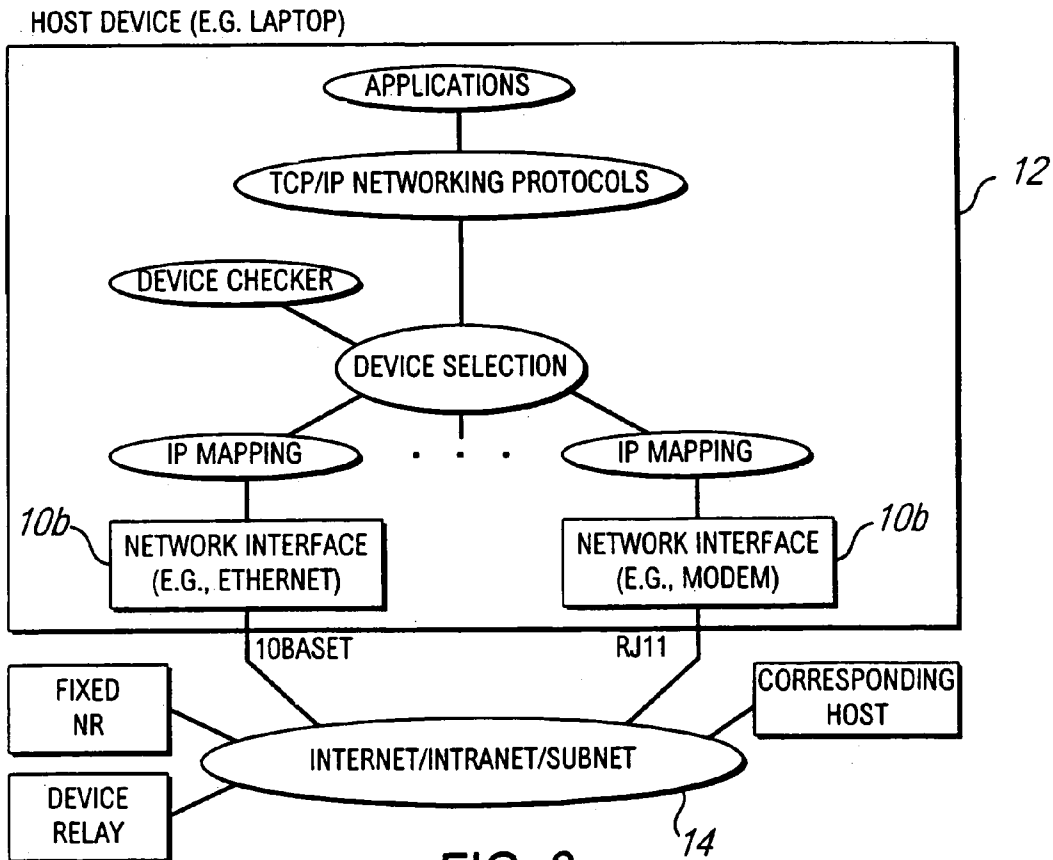 HOST DEVICE (E.G. LAPTOP)
APPLICATIONS
TCP/IP NETWORKING PROTOCOLS
12
DEVICE CHECKER
DEVICE SELECTION
IP MAPPING
. . .
IP MAPPING
10b
NETWORK INTERFACE
(E.G., ETHERNET)
NETWORK INTERFACE
(E.G., MODEM)
10b
10BASET
RJ11
FIXED
NR
CORRESPONDING
HOST
INTERNET/INTRANET/SUBNET
DEVICE
RELAY
14